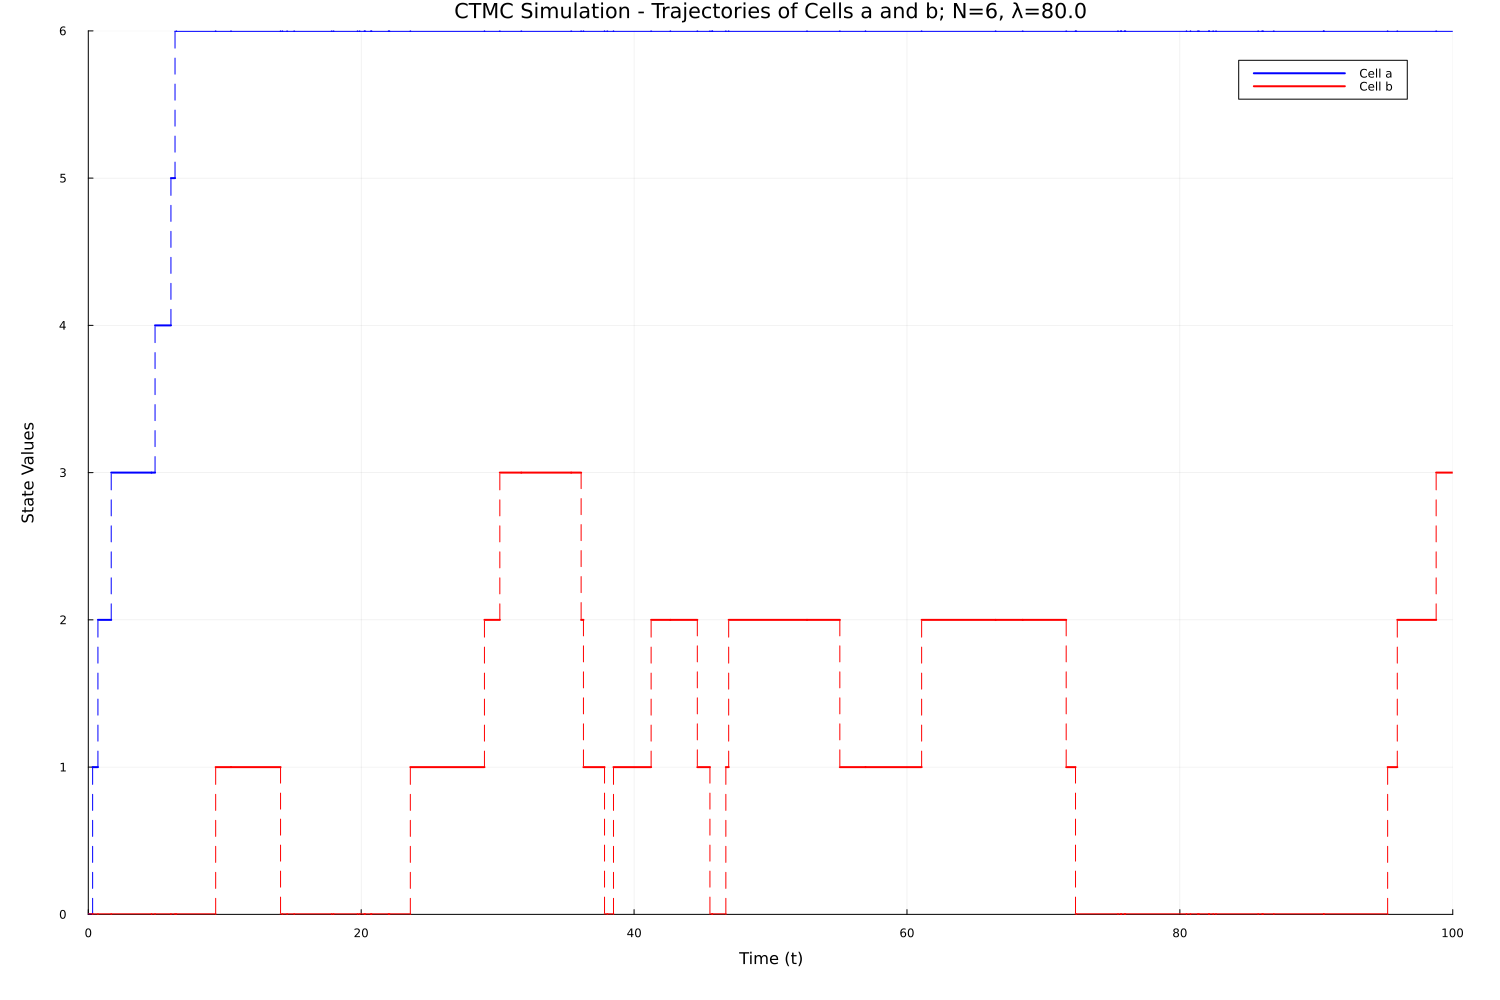 CTMC Simulation - Trajectories of Cells a and b; N=6, λ=80.0
Cell a
Cell b
State Values
6
5
4
3
2
1
0
0 20 40 60 80 100
Time (t)